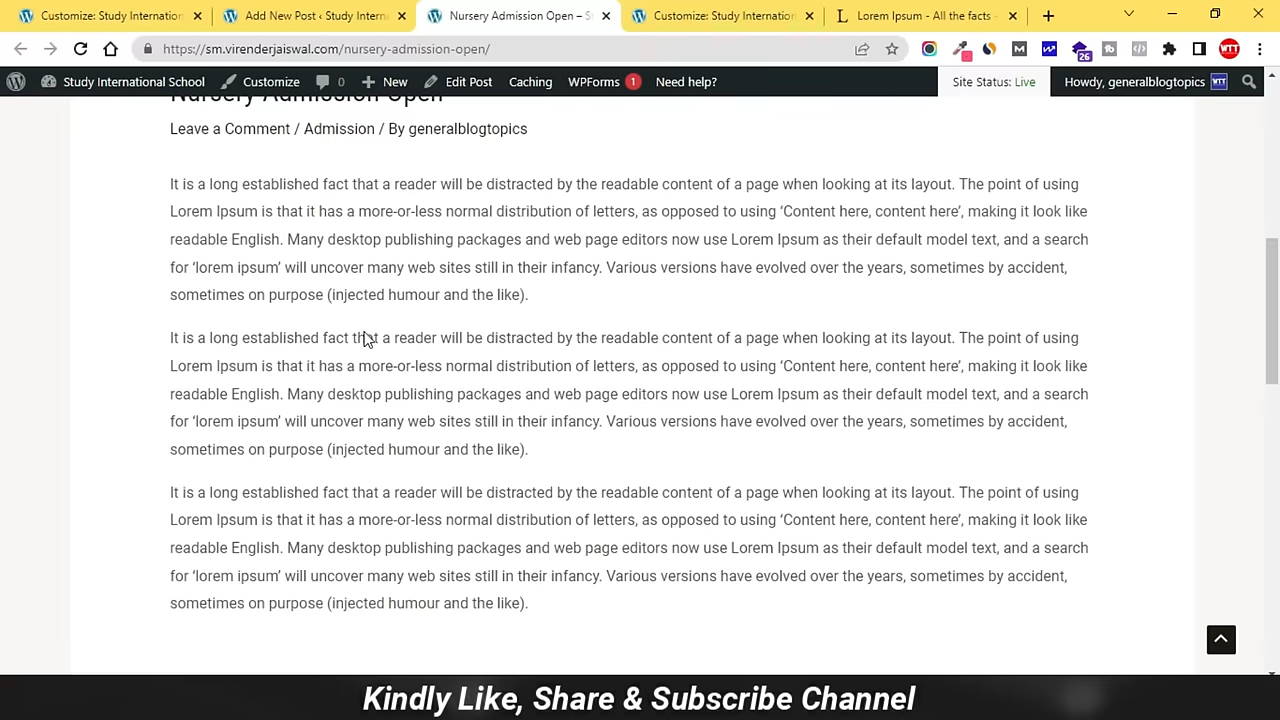 Customize: Study Internation
Add New Post ‹ Study Intern
Nursery Admission Open – S
Customize: Study Internation
Lorem Ipsum - All the facts -
https://sm.virenderjaiswal.com/nursery-admission-open/
26
WTT
Study International School
Customize
0
New
Edit Post
Caching
WPForms 1
Need help?
Site Status: Live
Howdy, generalblogtopics
WTT
Nursery Admission Open
Leave a Comment / Admission / By generalblogtopics
It is a long established fact that a reader will be distracted by the readable content of a page when looking at its layout. The point of using
Lorem Ipsum is that it has a more-or-less normal distribution of letters, as opposed to using ‘Content here, content here’, making it look like
readable English. Many desktop publishing packages and web page editors now use Lorem Ipsum as their default model text, and a search
for ‘lorem ipsum’ will uncover many web sites still in their infancy. Various versions have evolved over the years, sometimes by accident,
sometimes on purpose (injected humour and the like).
It is a long established fact that a reader will be distracted by the readable content of a page when looking at its layout. The point of using
Lorem Ipsum is that it has a more-or-less normal distribution of letters, as opposed to using ‘Content here, content here’, making it look like
readable English. Many desktop publishing packages and web page editors now use Lorem Ipsum as their default model text, and a search
for ‘lorem ipsum’ will uncover many web sites still in their infancy. Various versions have evolved over the years, sometimes by accident,
sometimes on purpose (injected humour and the like).
It is a long established fact that a reader will be distracted by the readable content of a page when looking at its layout. The point of using
Lorem Ipsum is that it has a more-or-less normal distribution of letters, as opposed to using ‘Content here, content here’, making it look like
readable English. Many desktop publishing packages and web page editors now use Lorem Ipsum as their default model text, and a search
for ‘lorem ipsum’ will uncover many web sites still in their infancy. Various versions have evolved over the years, sometimes by accident,
sometimes on purpose (injected humour and the like).
Kindly Like, Share & Subscribe Channel